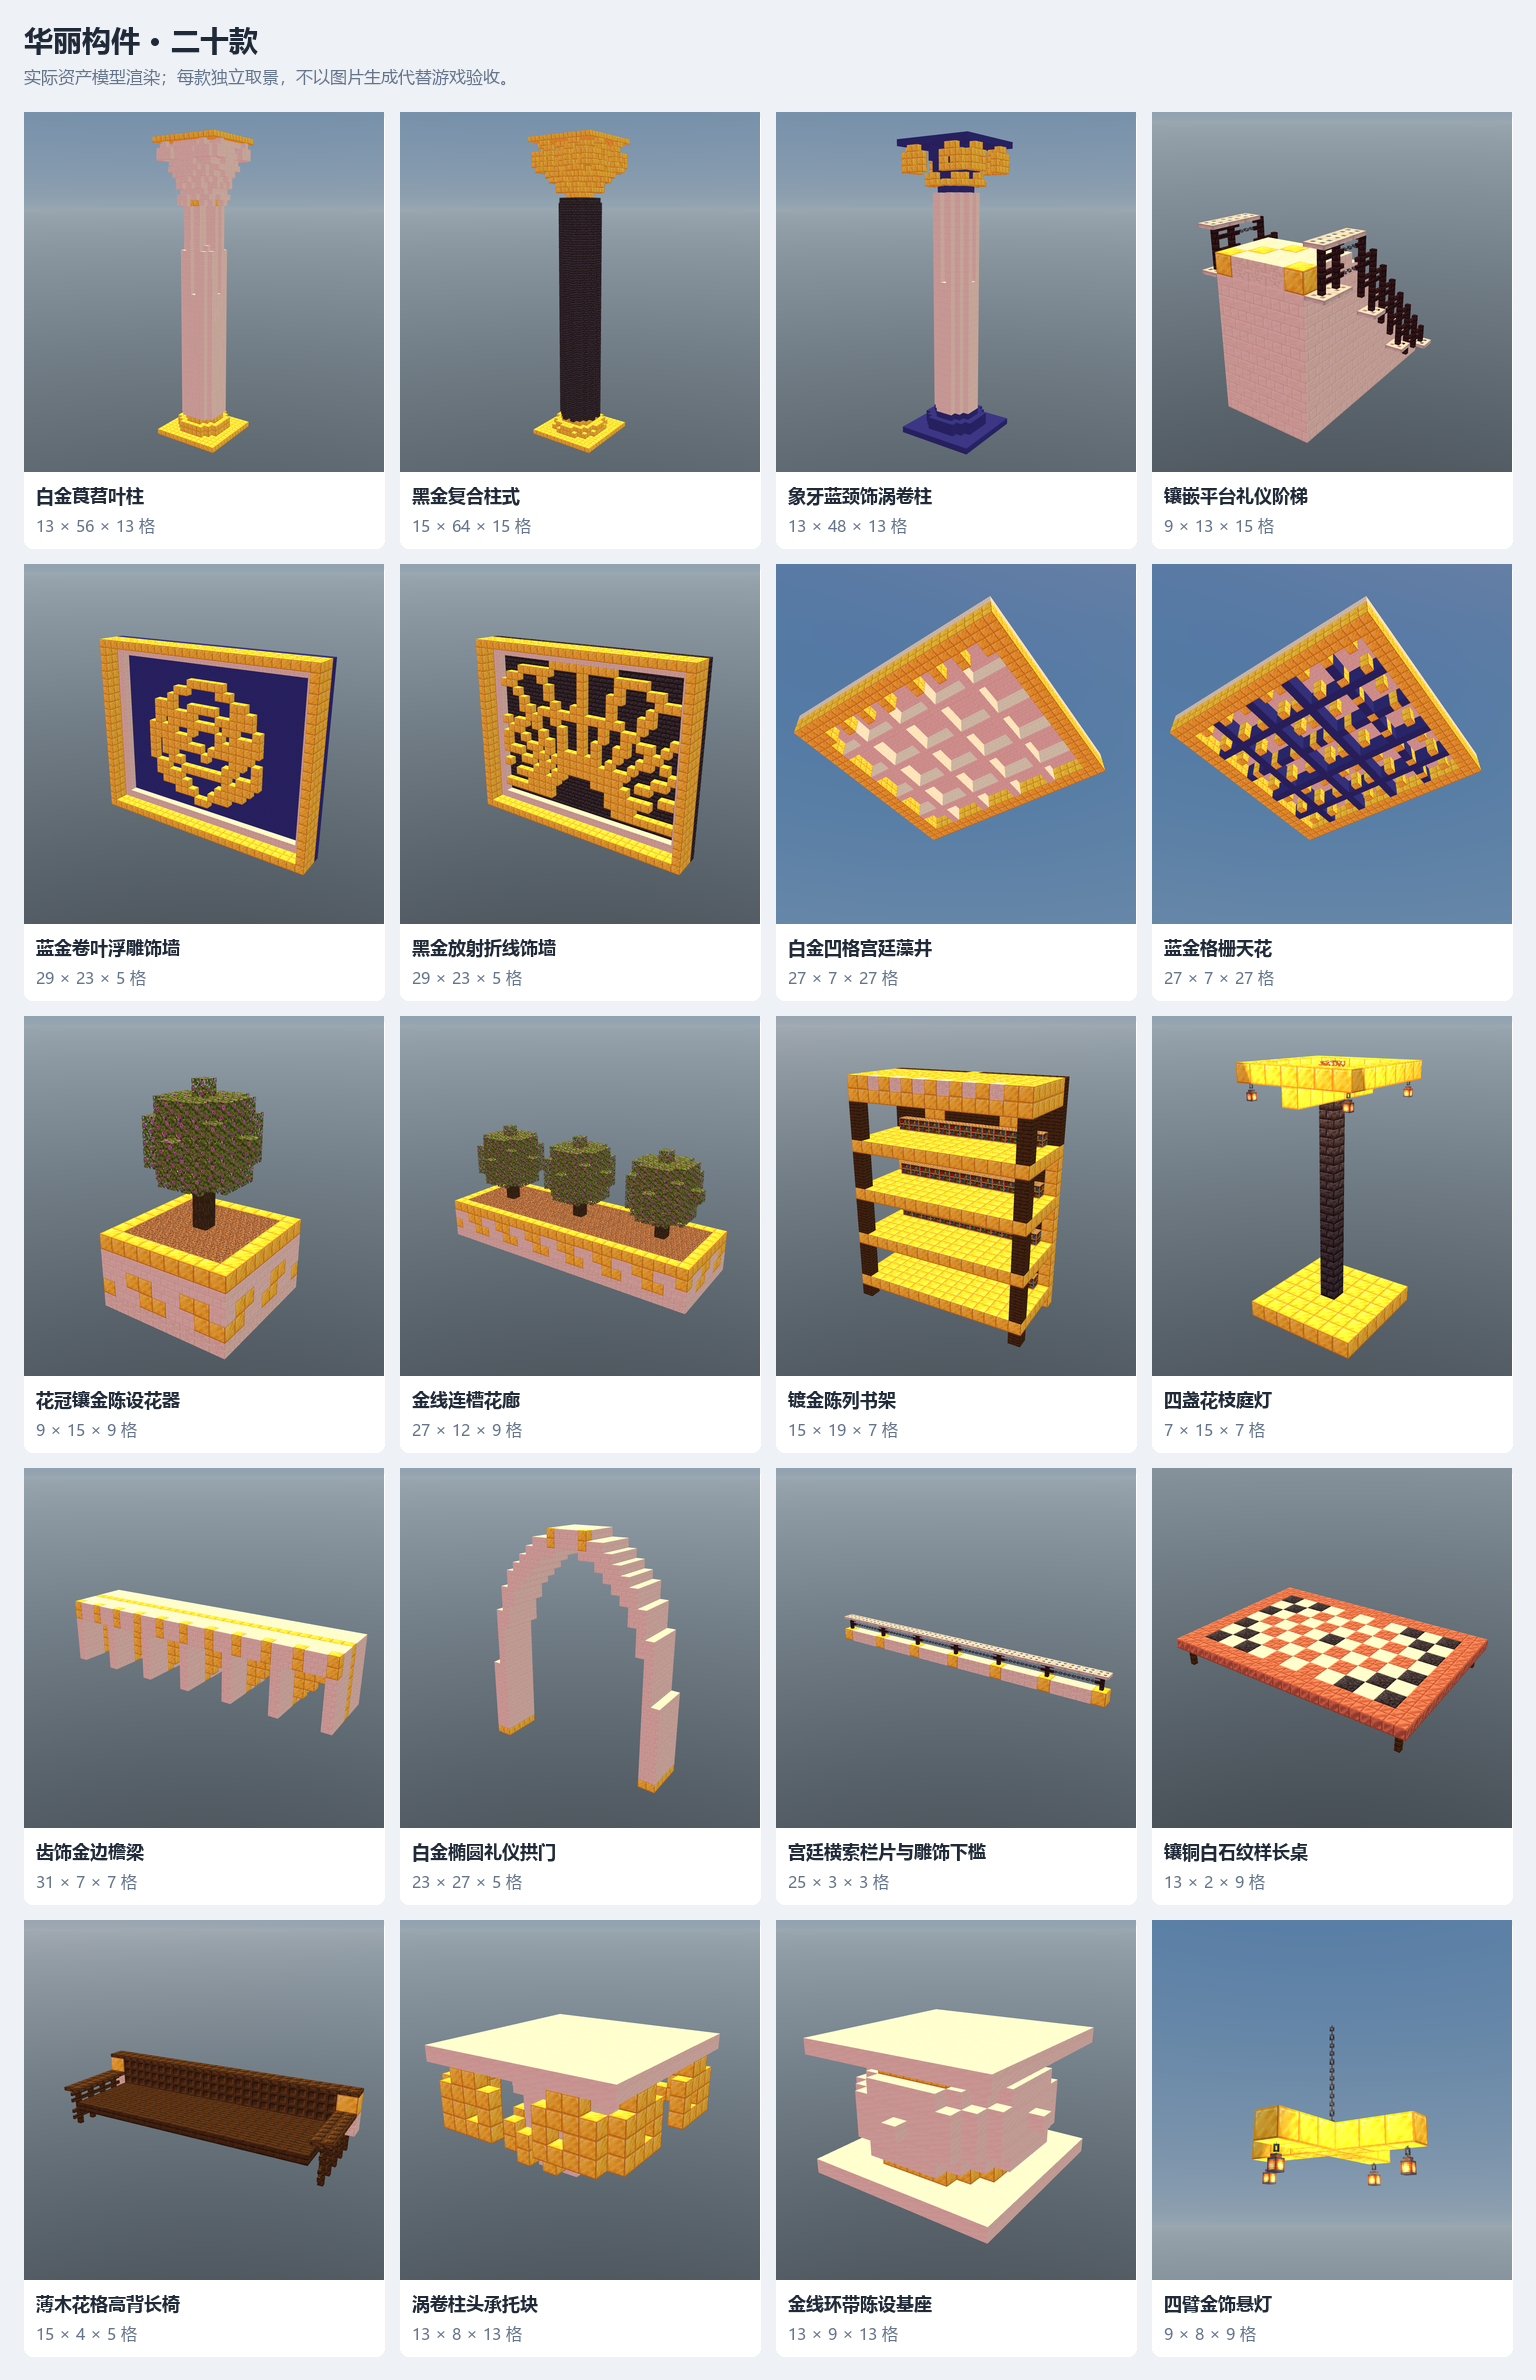 华丽构件 • 二十款
实际资产模型渲染；每款独立取景，不以图片生成代替游戏验收。
白金莨苕叶柱
13 × 56 × 13 格
黑金复合柱式
15 × 64 × 15 格
象牙蓝颈饰涡卷柱
13 × 48 × 13 格
镶嵌平台礼仪阶梯
9 × 13 × 15 格
蓝金卷叶浮雕饰墙
29 × 23 × 5 格
黑金放射折线饰墙
29 × 23 × 5 格
白金凹格宫廷藻井
27 × 7 × 27 格
蓝金格栅天花
27 × 7 × 27 格
花冠镶金陈设花器
9 × 15 × 9 格
金线连槽花廊
27 × 12 × 9 格
镀金陈列书架
15 × 19 × 7 格
四盏花枝庭灯
7 × 15 × 7 格
齿饰金边檐梁
31 × 7 × 7 格
白金椭圆礼仪拱门
23 × 27 × 5 格
宫廷横索栏片与雕饰下槛
25 × 3 × 3 格
镶铜白石纹样长桌
13 × 2 × 9 格
薄木花格高背长椅
15 × 4 × 5 格
涡卷柱头承托块
13 × 8 × 13 格
金线环带陈设基座
13 × 9 × 13 格
四臂金饰悬灯
9 × 8 × 9 格